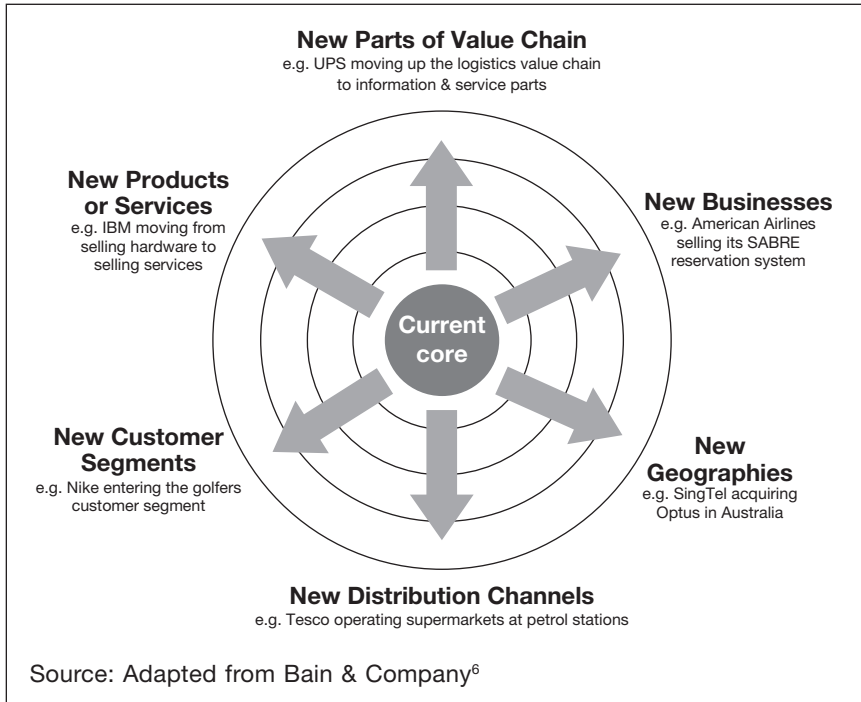 New Parts of Value Chain
e.g. UPS moving up the logistics value chain
to information & service parts
New Products
or Services
e.g. IBM moving from
selling hardware to
selling services
New Businesses
e.g. American Airlines
selling its SABRE
reservation system
Current
core
New Customer
Segments
e.g. Nike entering the golfers
customer segment
New
Geographies
e.g. SingTel acquiring
Optus in Australia
New Distribution Channels
e.g. Tesco operating supermarkets at petrol stations
Source: Adapted from Bain & Company⁶